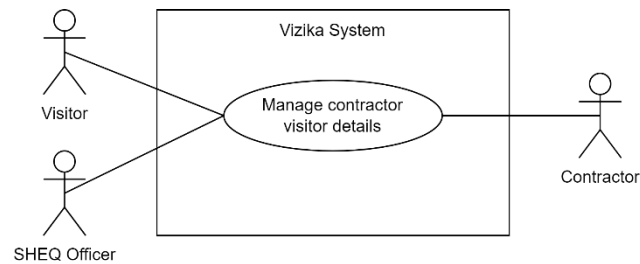 Vizika System
Visitor
Manage contractor
visitor details
Contractor
SHEQ Officer